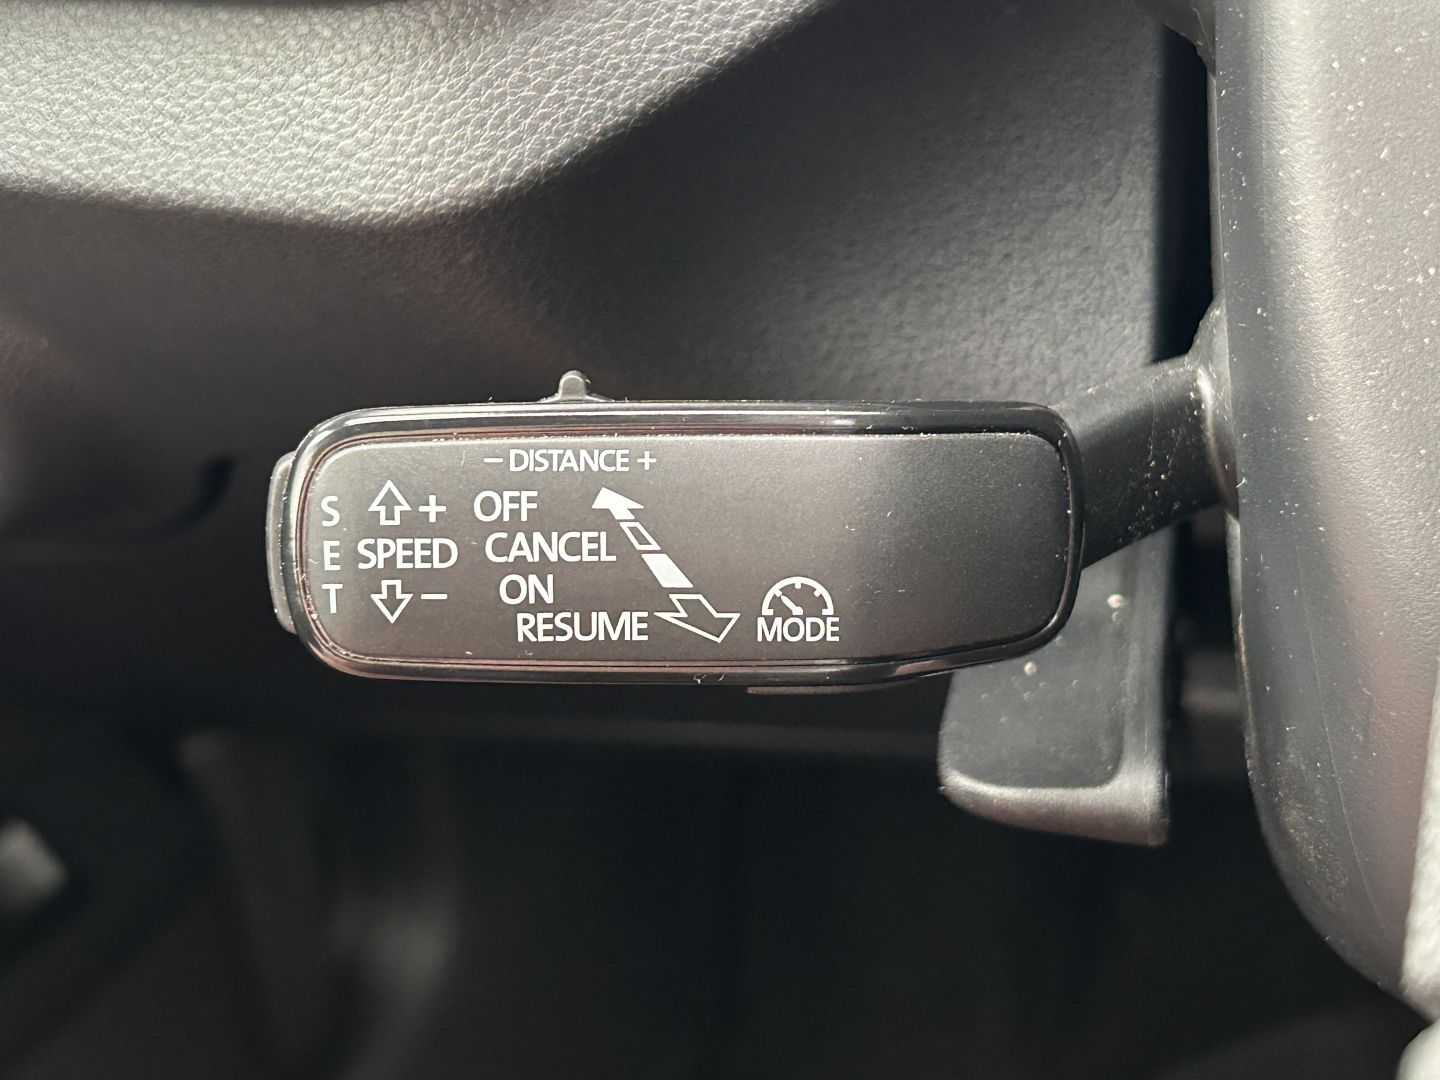 − DISTANCE +
S
E
T
+
SPEED
−
OFF
CANCEL
ON
RESUME
MODE